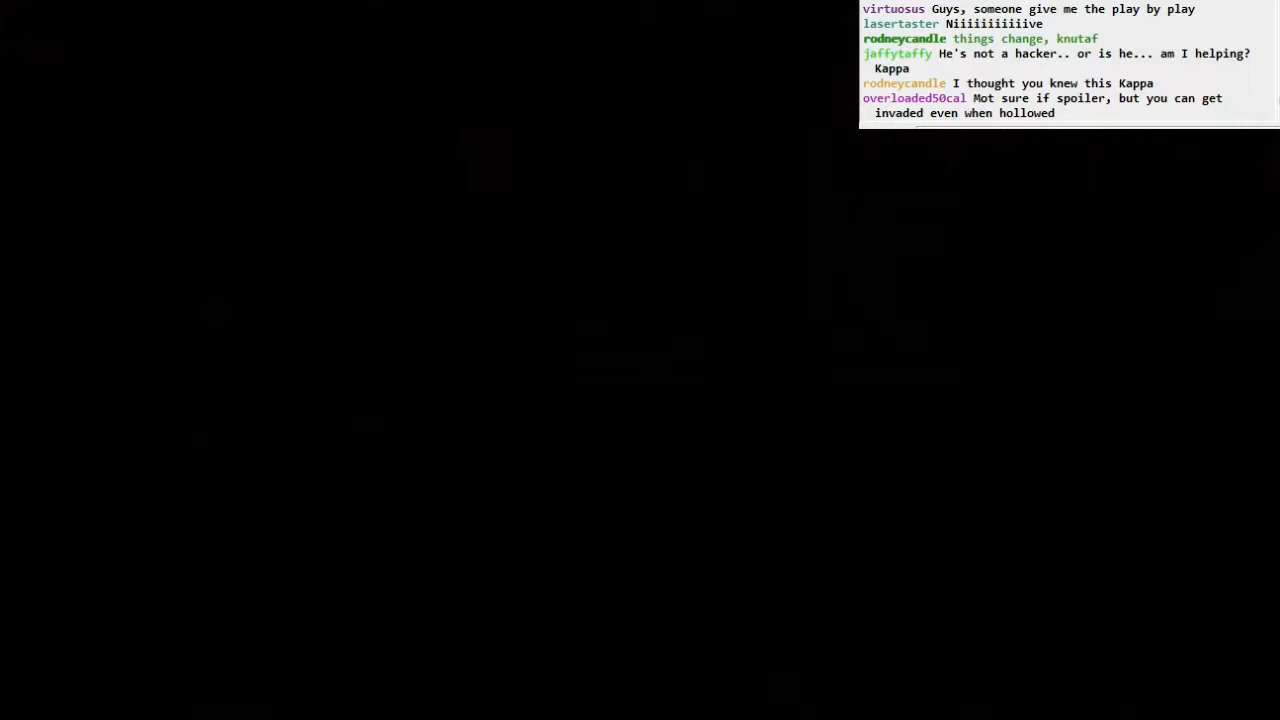 virtuosus Guys, someone give me the play by play
lasertaster Niiiiiiiiiive
rodneycandle things change, knutaf
jaffytaffy He's not a hacker.. or is he... am I helping?
Kappa
rodneycandle I thought you knew this Kappa
overloaded50cal Mot sure if spoiler, but you can get
invaded even when hollowed